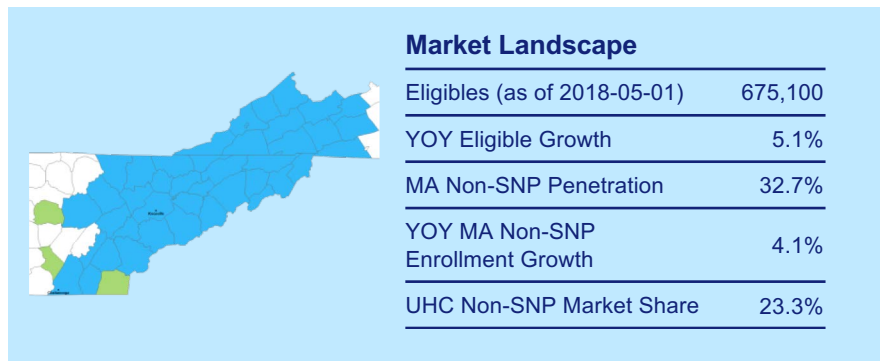 Market Landscape
Eligibles (as of 2018-05-01) 675,100
YOY Eligible Growth 5.1%
MA Non-SNP Penetration 32.7%
YOY MA Non-SNP
Enrollment Growth 4.1%
UHC Non-SNP Market Share 23.3%